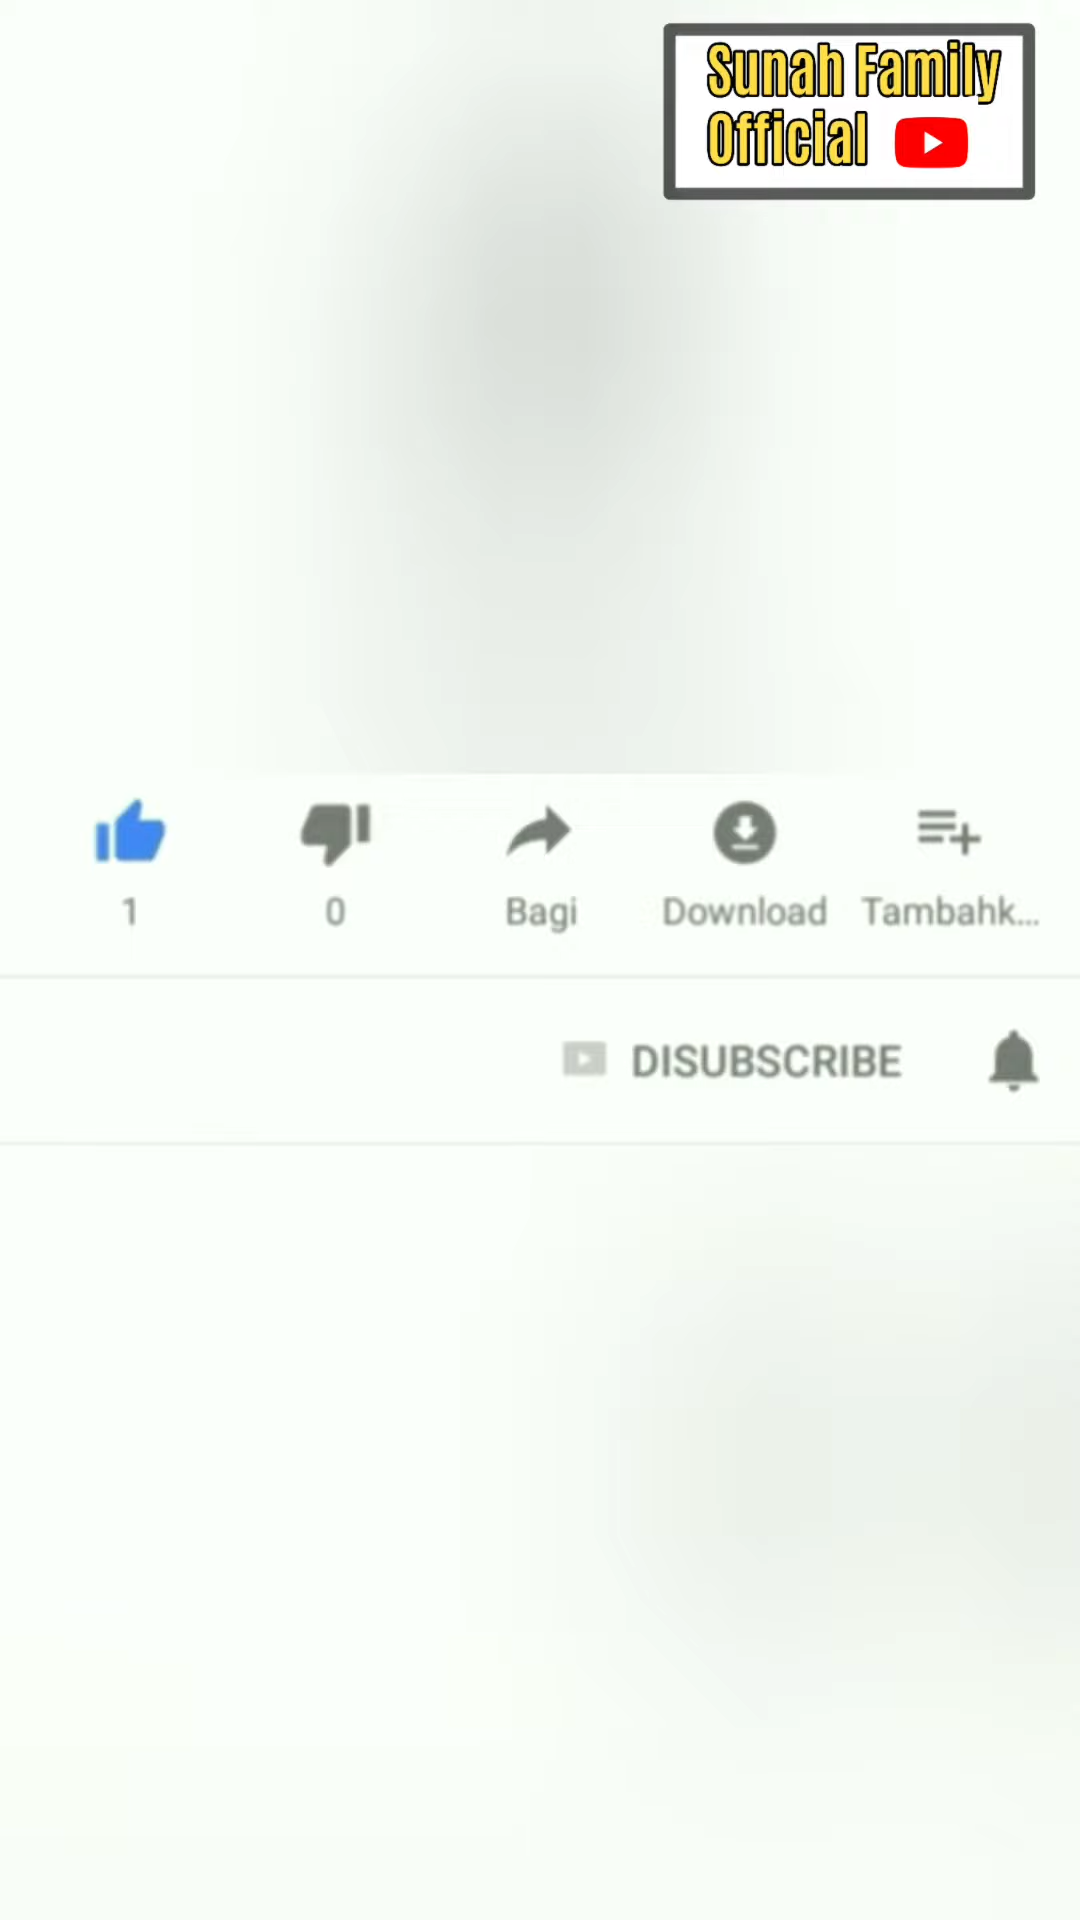 Sunah Family
Official
1
0
Bagi
Download
Tambahk...
DISUBSCRIBE